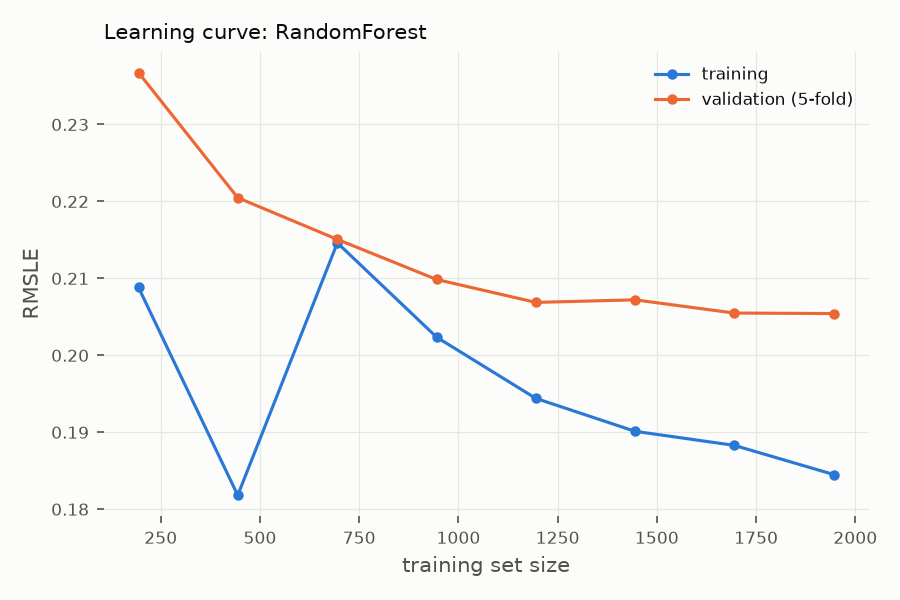 Learning curve: RandomForest
training
validation (5-fold)
RMSLE
0.23
0.22
0.21
0.20
0.19
0.18
250 500 750 1000 1250 1500 1750 2000
training set size